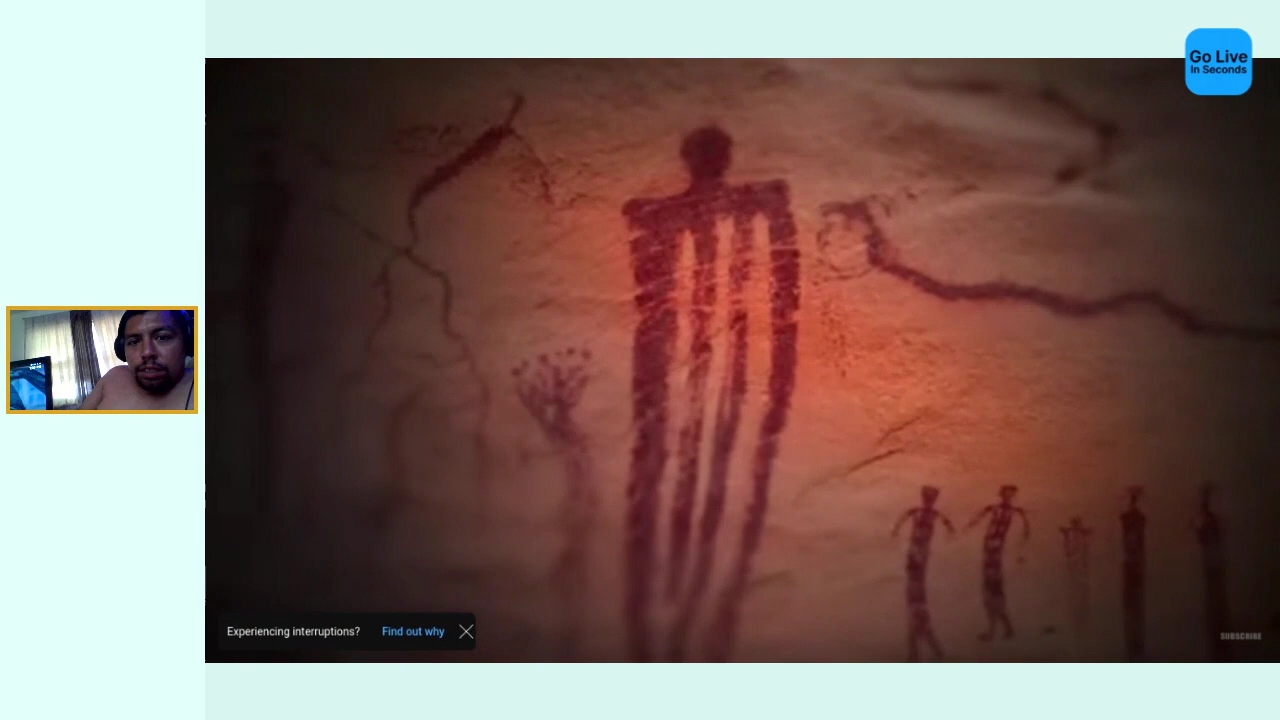 Go Live
In Seconds
Experiencing interruptions? Find out why
SUBSCRIBE